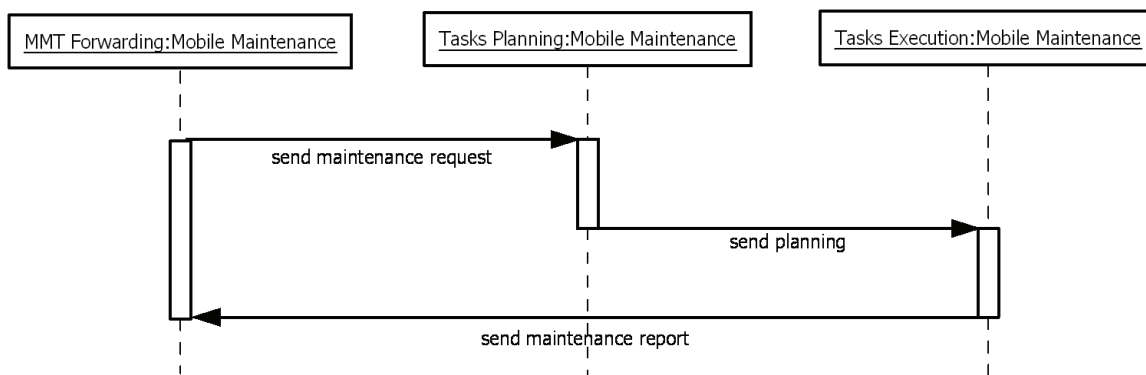 MMT Forwarding:Mobile Maintenance
Tasks Planning:Mobile Maintenance
Tasks Execution:Mobile Maintenance
send maintenance request
send planning
send maintenance report